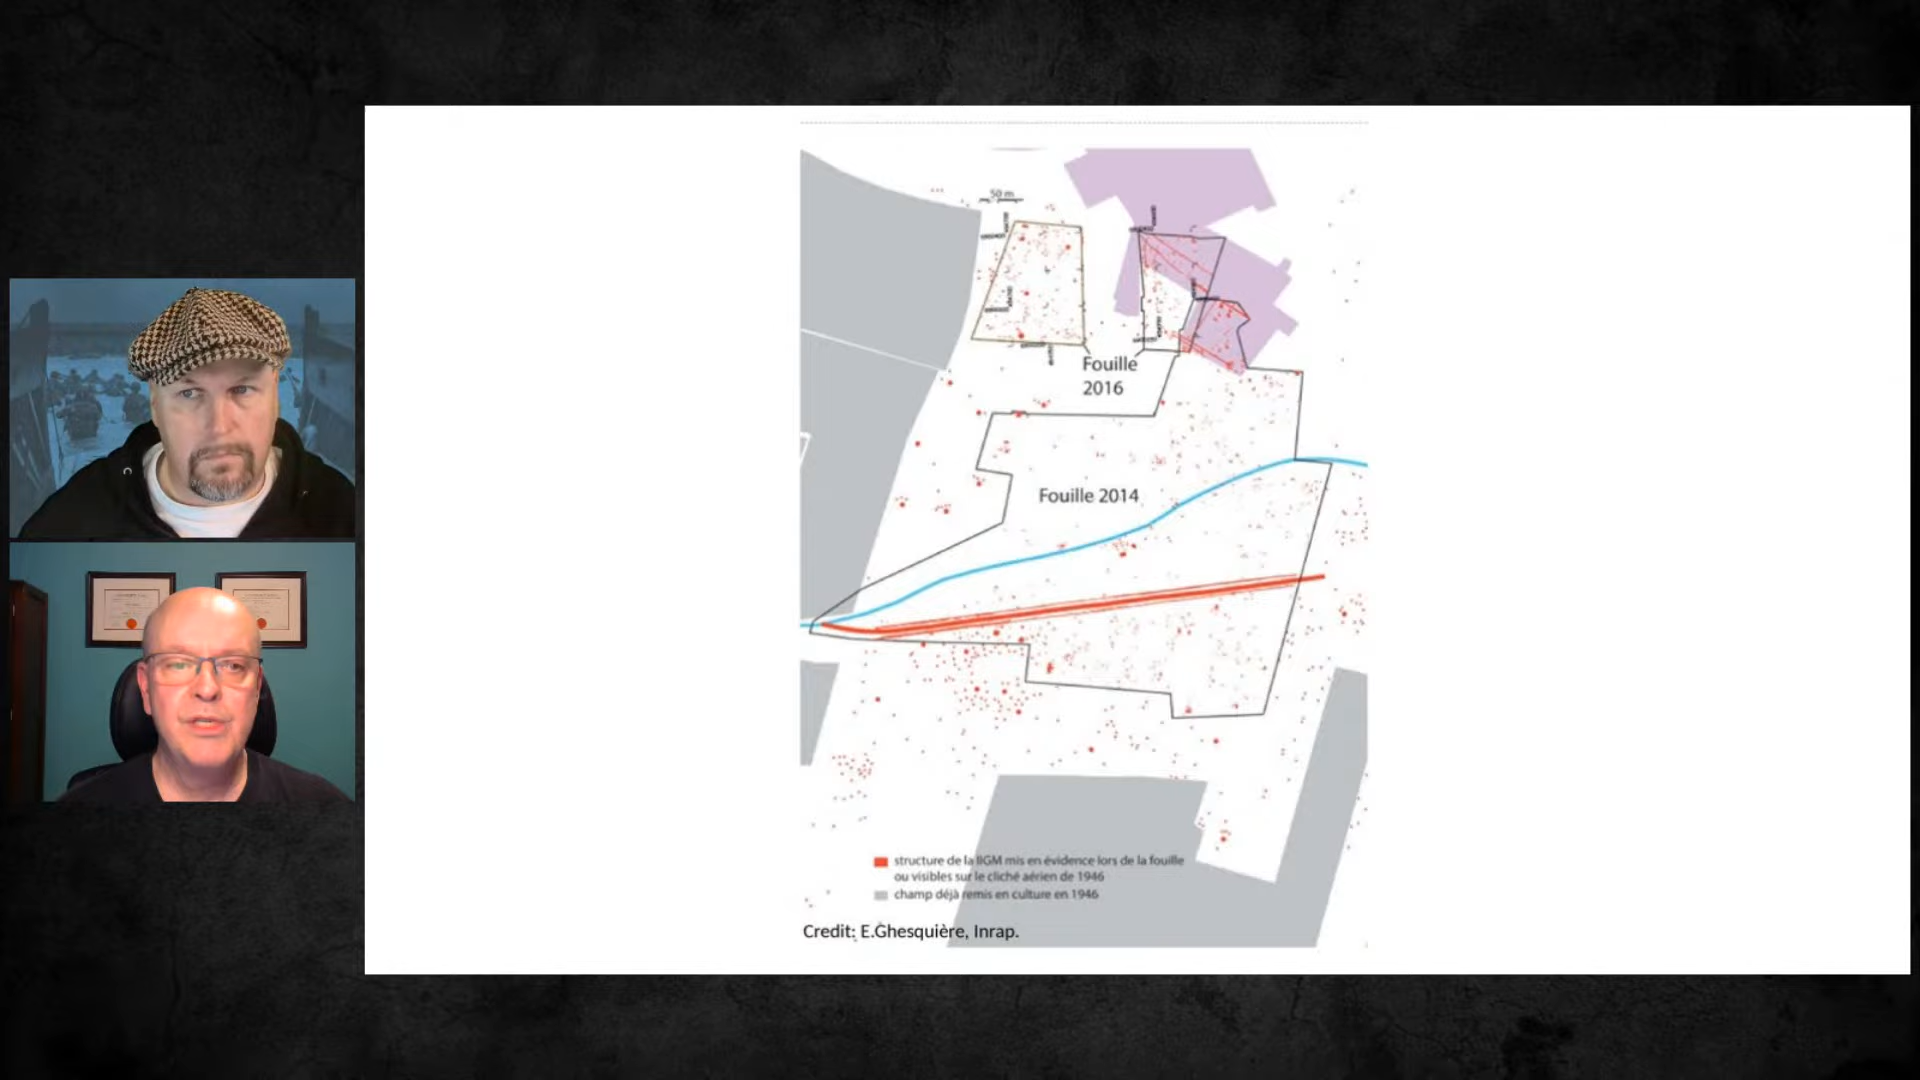 50 m
Fouille
2016
Fouille 2014
structure de la IIGM mis en évidence lors de la fouille
ou visibles sur le cliché aérien de 1946
champ déjà remis en culture en 1946
Credit: E.Ghesquière, Inrap.